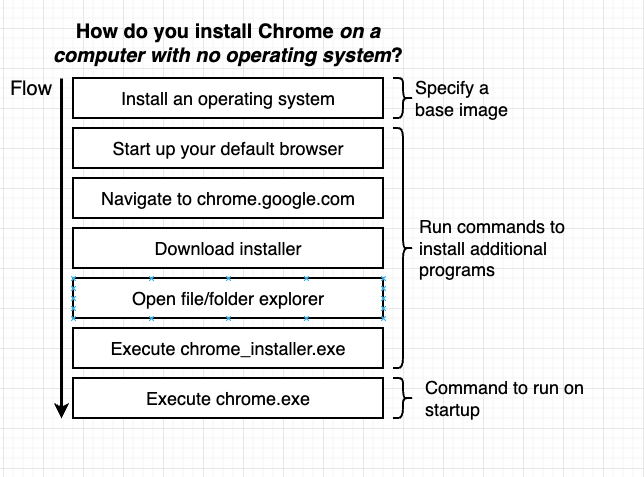 How do you install Chrome on a
computer with no operating system?
Flow
Install an operating system
Specify a
base image
Start up your default browser
Navigate to chrome.google.com
Download installer
Open file/folder explorer
Execute chrome_installer.exe
Run commands to
install additional
programs
Execute chrome.exe
Command to run on
startup